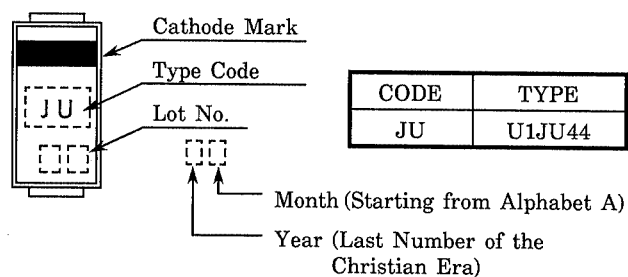 Cathode Mark
Type Code
JU
Lot No.
CODE TYPE
JU U1JU44
Month (Starting from Alphabet A)
Year (Last Number of the
Christian Era)